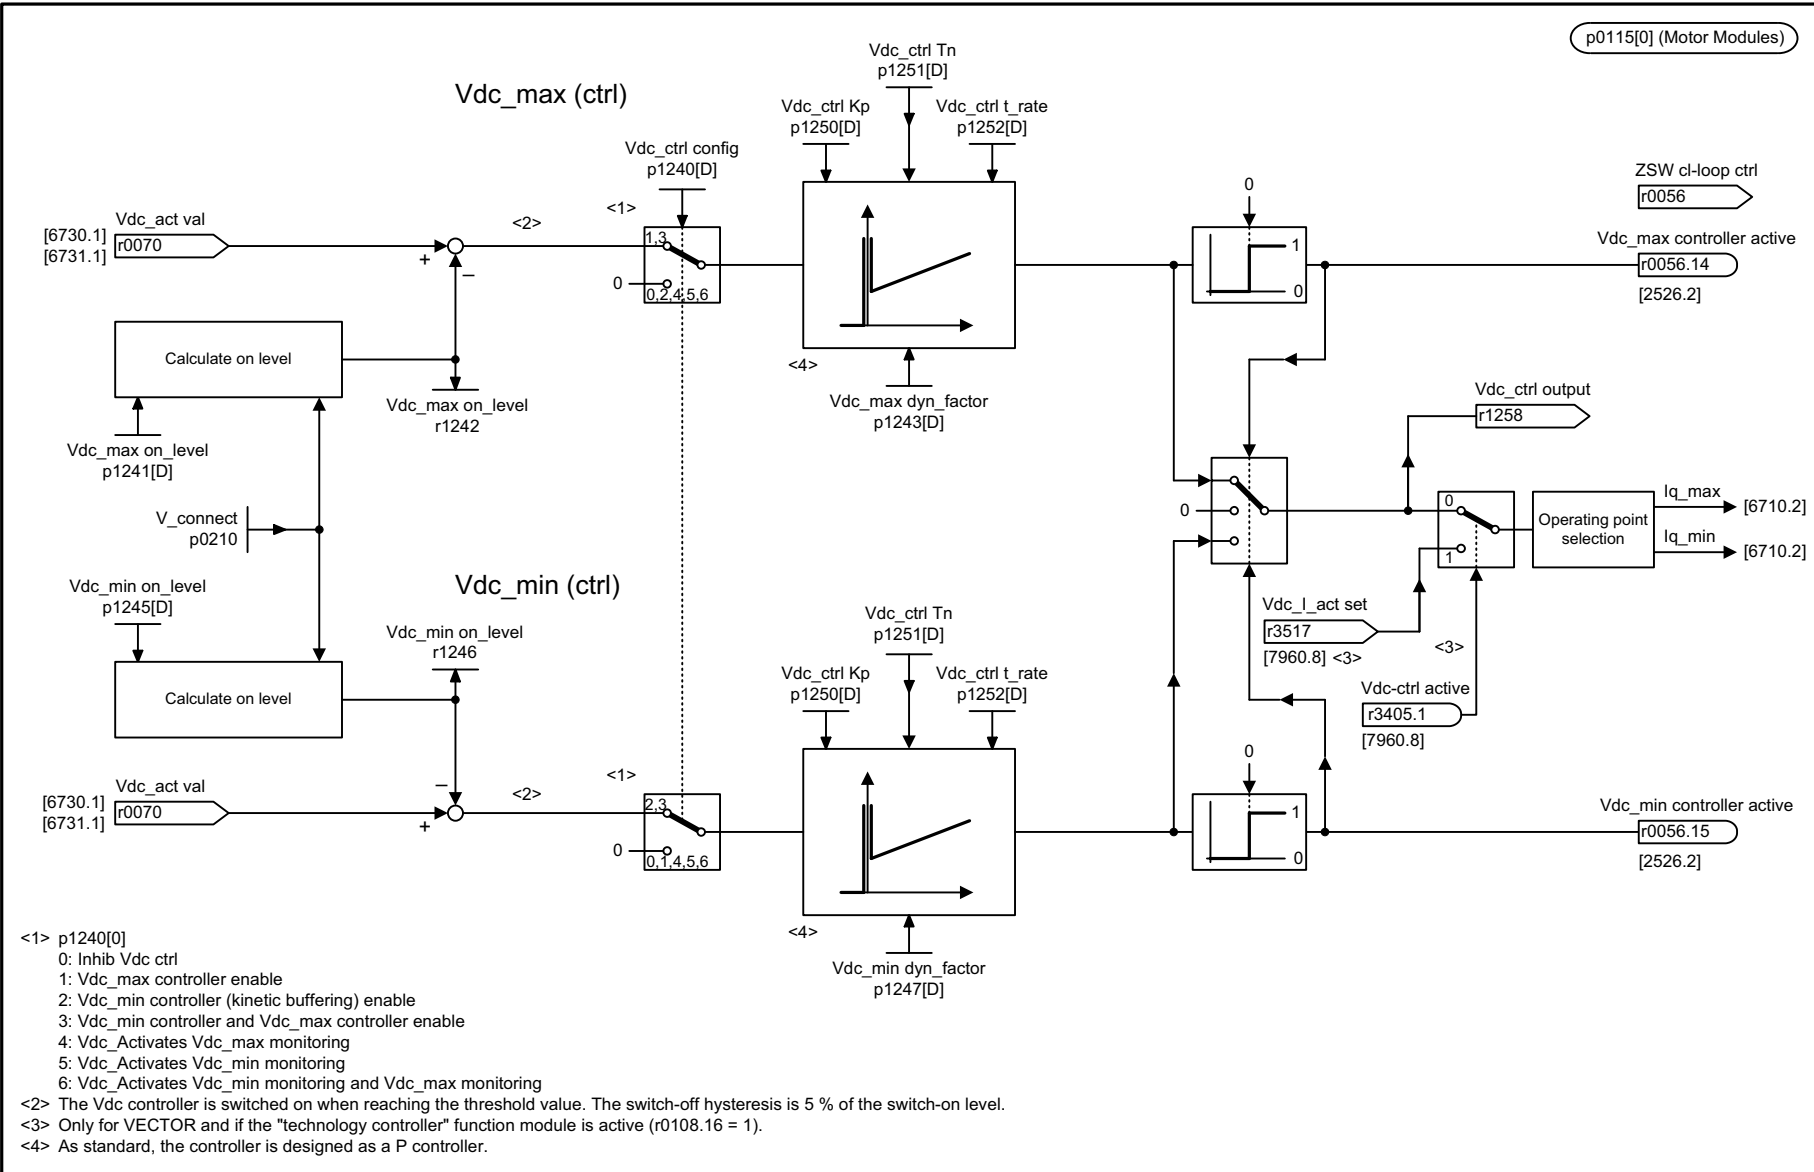 p0115[0] (Motor Modules)
Vdc_max (ctrl)
Vdc_ctrl Tn
p1251[D]
Vdc_ctrl Kp
p1250[D]
Vdc_ctrl t_rate
p1252[D]
Vdc_ctrl config
p1240[D]
<1>
<2>
Vdc_act val
[6730.1]
[6731.1]
r0070
+
–
1,3
0
0,2,4,5,6
0
1
0
ZSW cl-loop ctrl
r0056
Vdc_max controller active
r0056.14
[2526.2]
Calculate on level
<4>
Vdc_max dyn_factor
p1243[D]
Vdc_max on_level
r1242
Vdc_max on_level
p1241[D]
Vdc_ctrl output
r1258
V_connect
p0210
0
0
1
Operating point
selection
Iq_max
[6710.2]
Iq_min
[6710.2]
Vdc_min on_level
p1245[D]
Vdc_min (ctrl)
Vdc_min on_level
r1246
Vdc_ctrl Tn
p1251[D]
Vdc_ctrl Kp
p1250[D]
Vdc_ctrl t_rate
p1252[D]
Vdc_I_act set
r3517
[7960.8] <3>
<3>
Vdc-ctrl active
r3405.1
[7960.8]
Calculate on level
Vdc_act val
[6730.1]
[6731.1]
r0070
+
–
<2>
<1>
2,3
0
0,1,4,5,6
0
1
0
Vdc_min controller active
r0056.15
[2526.2]
<4>
Vdc_min dyn_factor
p1247[D]
<1> p1240[0]
0: Inhib Vdc ctrl
1: Vdc_max controller enable
2: Vdc_min controller (kinetic buffering) enable
3: Vdc_min controller and Vdc_max controller enable
4: Vdc_Activates Vdc_max monitoring
5: Vdc_Activates Vdc_min monitoring
6: Vdc_Activates Vdc_min monitoring and Vdc_max monitoring
<2> The Vdc controller is switched on when reaching the threshold value. The switch-off hysteresis is 5 % of the switch-on level.
<3> Only for VECTOR and if the "technology controller" function module is active (r0108.16 = 1).
<4> As standard, the controller is designed as a P controller.